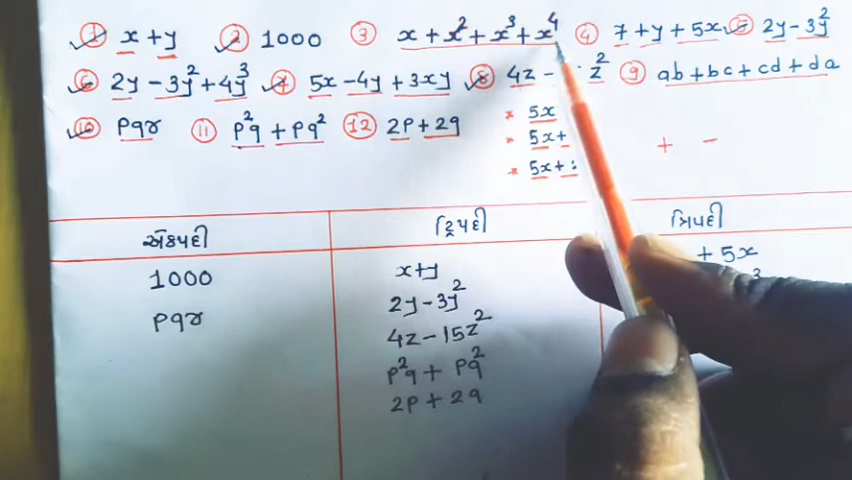 ① x + y ② 1000 ③ x + x² + x³ + x⁴ ④ 7 + y + 5x ⑤ 2y - 3y²
⑥ 2y - 3y² + 4y³ ⑦ 5x - 4y + 3xy ⑧ 4z - z² ⑨ ab + bc + cd + da
⑩ pqr ⑪ p²q + pq² ⑫ 2p + 2q
* 5x
* 5x +
* 5x +
+ -
એકપદી દ્વિપદી ત્રિપદી
1000 x+y + 5x
pqr 2y - 3y²
4z - 15z²
p²q + pq²
2p + 2q